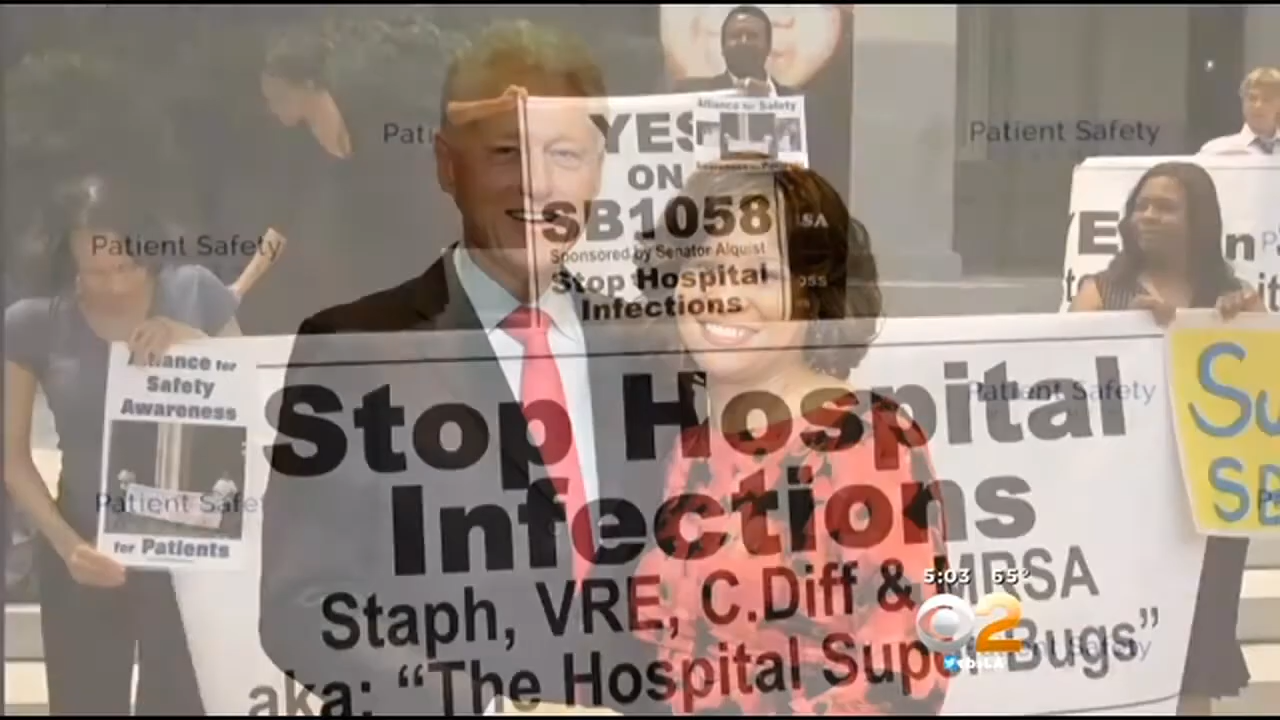 Patient Safety
Patient Safety
Patient Safety
Patient Safety
Alliance for Safety
YES
ON
SB1058
Sponsored by Senator Alquist
Stop Hospital
Infections
Alliance for
Safety
Awareness
for Patients
Stop Hospital
Infections
Staph, VRE, C.Diff & MRSA
aka: “The Hospital Super Bugs”
5:03 65°
2